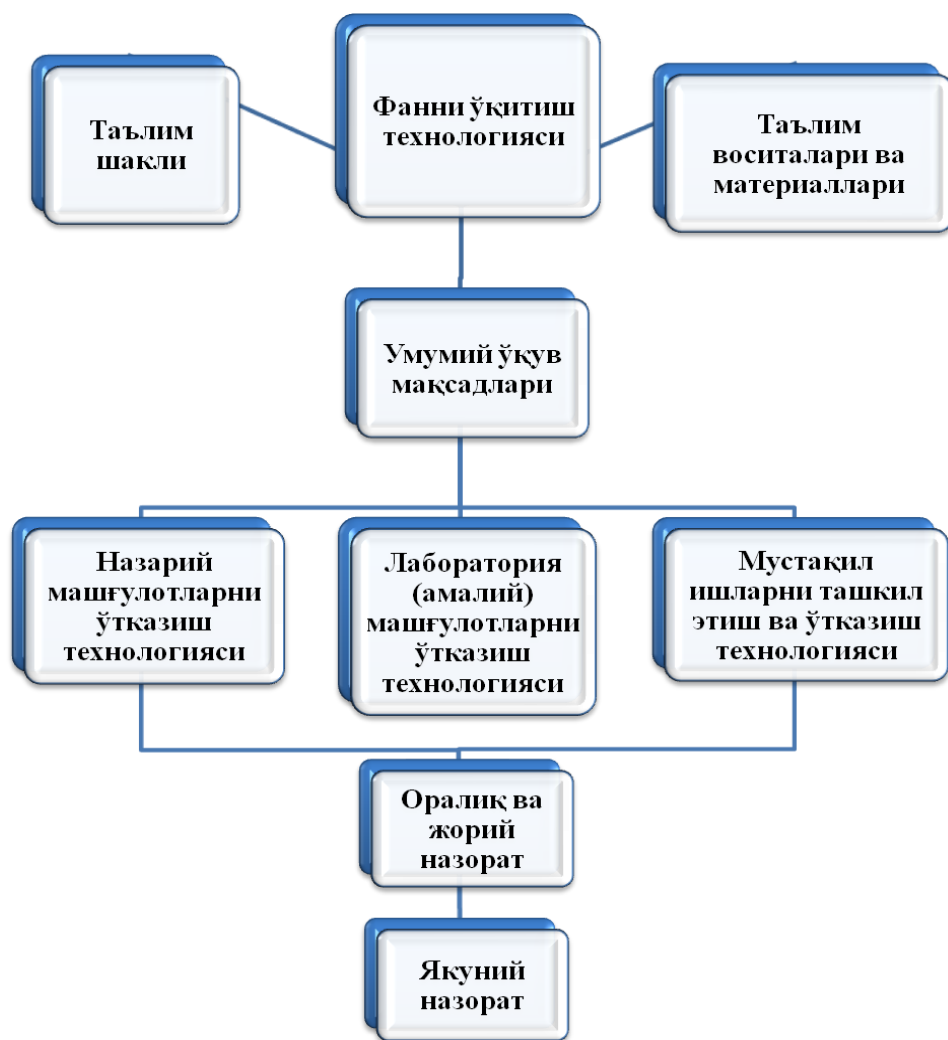 Таълим
шакли
Фанни ўқитиш
технологияси
Таълим
воситалари ва
материаллари
Умумий ўқув
мақсадлари
Назарий
машғулотларни
ўтказиш
технологияси
Лаборатория
(амалий)
машғулотларни
ўтказиш
технологияси
Мустақил
ишларни ташкил
этиш ва ўтказиш
технологияси
Оралиқ ва
жорий
назорат
Якуний
назорат